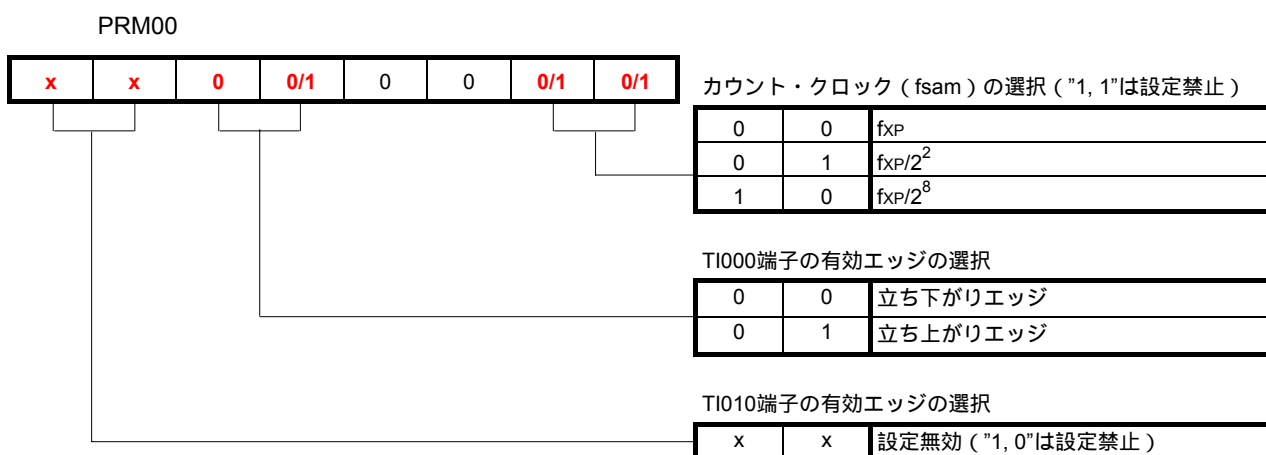 PRM00
x x 0 0/1 0 0 0/1 0/1
カウント・クロック（fsam）の選択（”1, 1”は設定禁止）
0 0 fXP
0 1 fXP/2²
1 0 fXP/2⁸
TI000端子の有効エッジの選択
0 0 立ち下がりエッジ
0 1 立ち上がりエッジ
TI010端子の有効エッジの選択
x x 設定無効（”1, 0”は設定禁止）